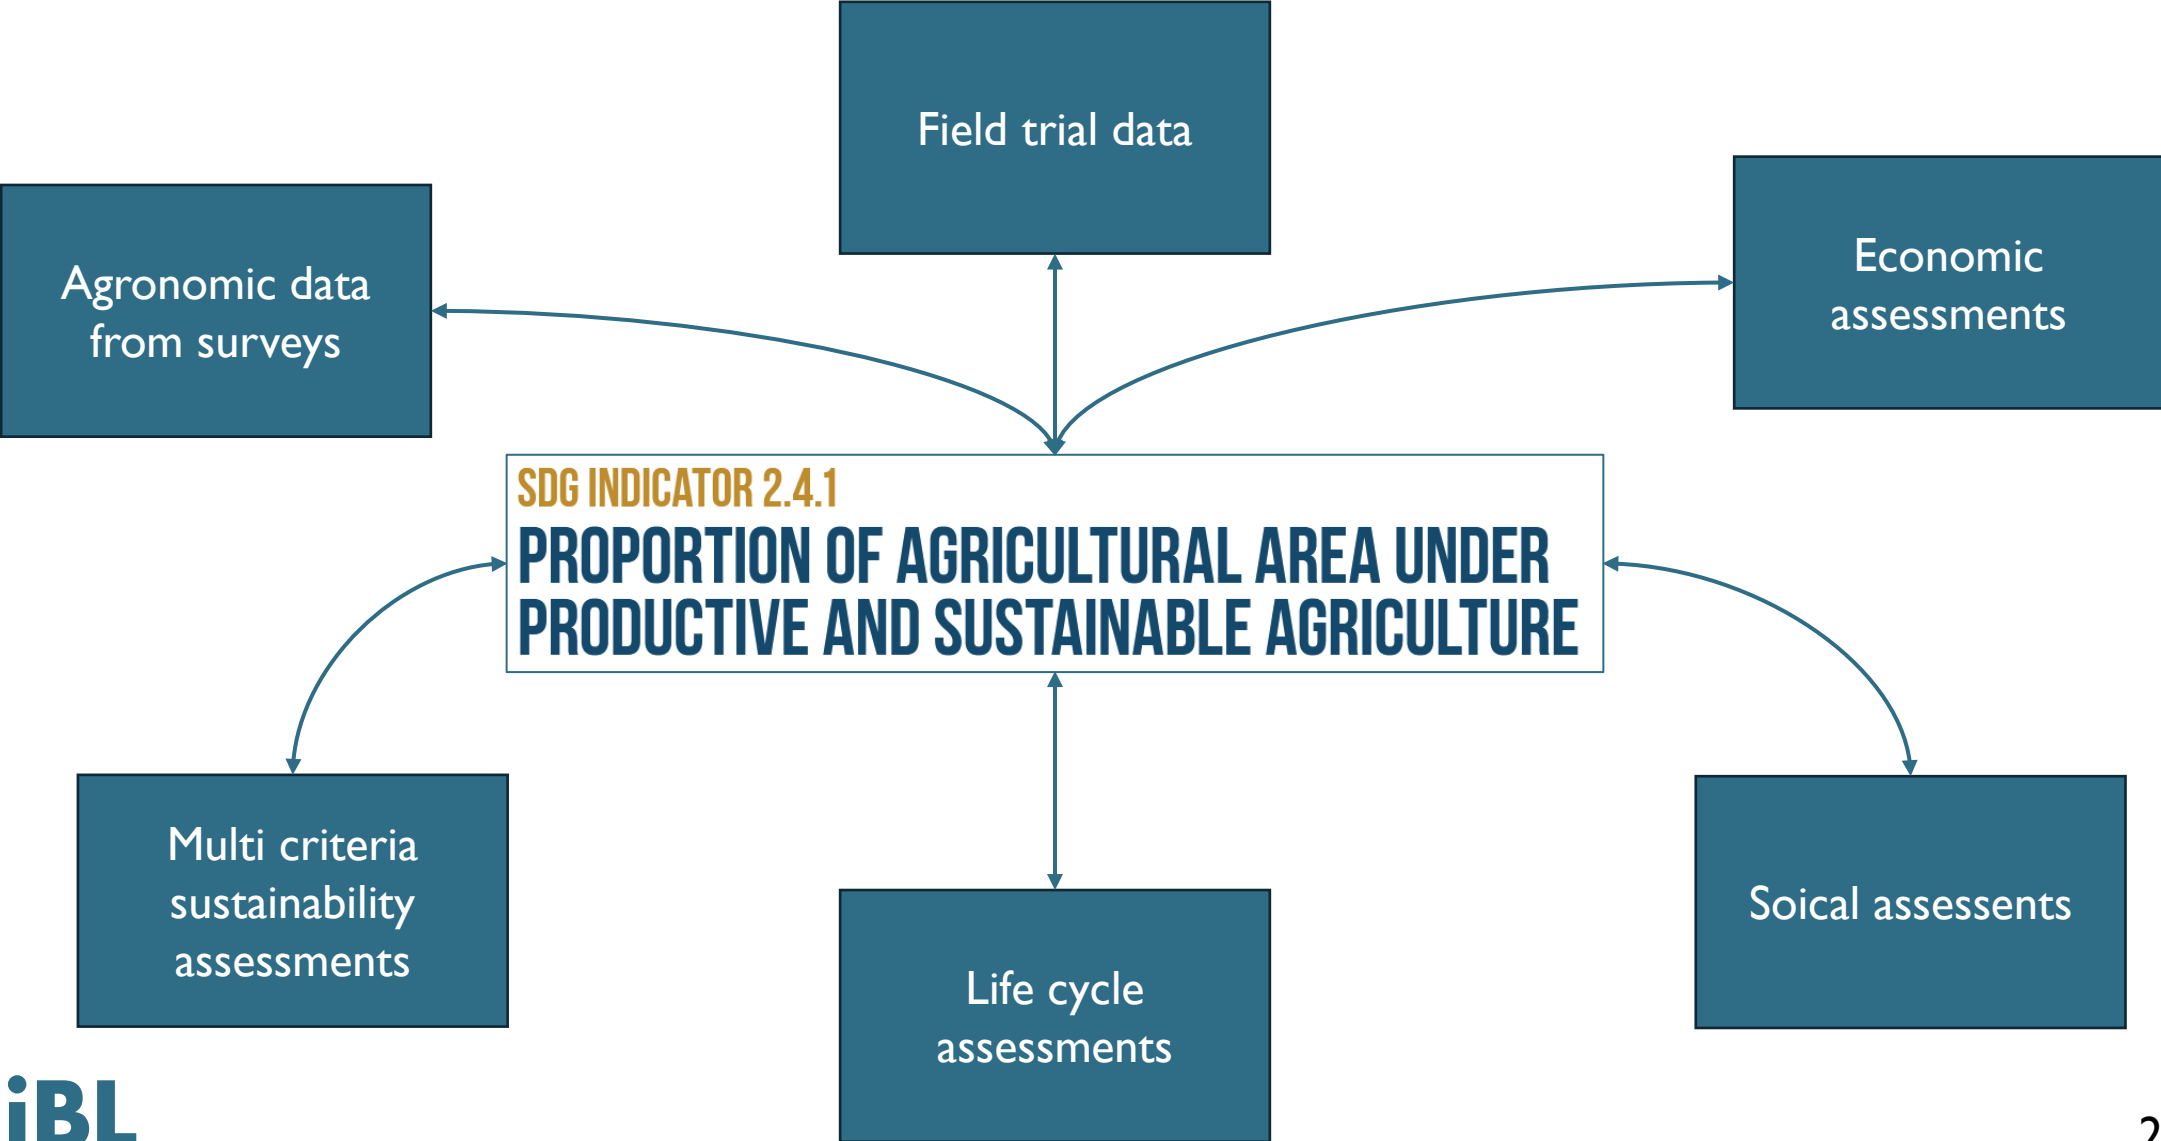 Field trial data
Agronomic data
from surveys
Economic
assessments
SDG INDICATOR 2.4.1
PROPORTION OF AGRICULTURAL AREA UNDER
PRODUCTIVE AND SUSTAINABLE AGRICULTURE
Multi criteria
sustainability
assessments
Life cycle
assessments
Soical assessents
iBL
2